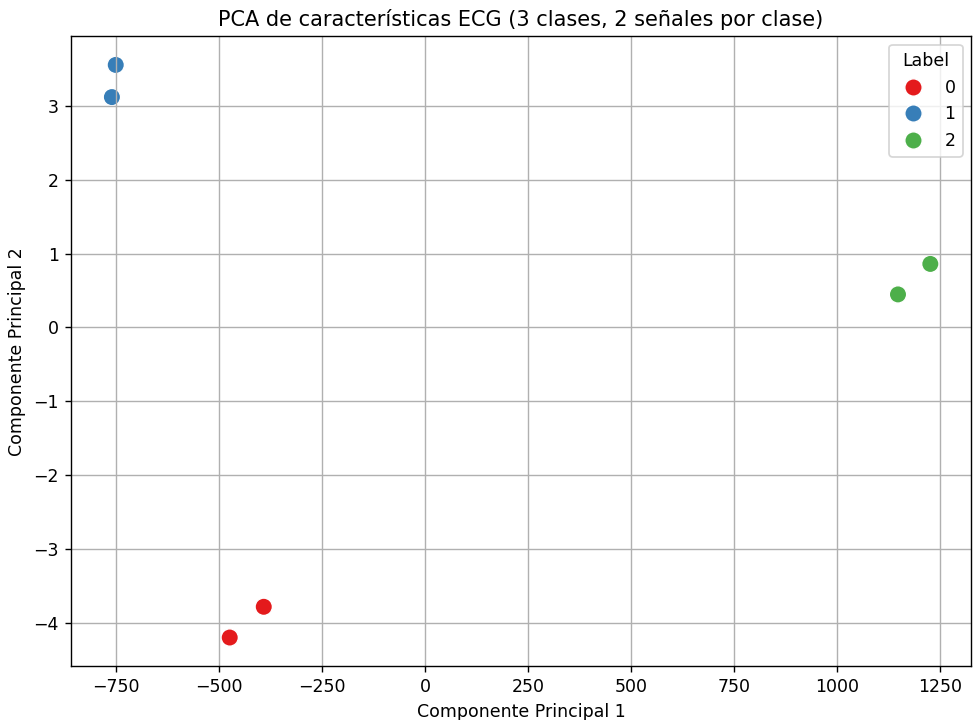 PCA de características ECG (3 clases, 2 señales por clase)
Label
0
1
2
3
2
1
0
−1
−2
−3
−4
Componente Principal 2
−750 −500 −250 0 250 500 750 1000 1250
Componente Principal 1